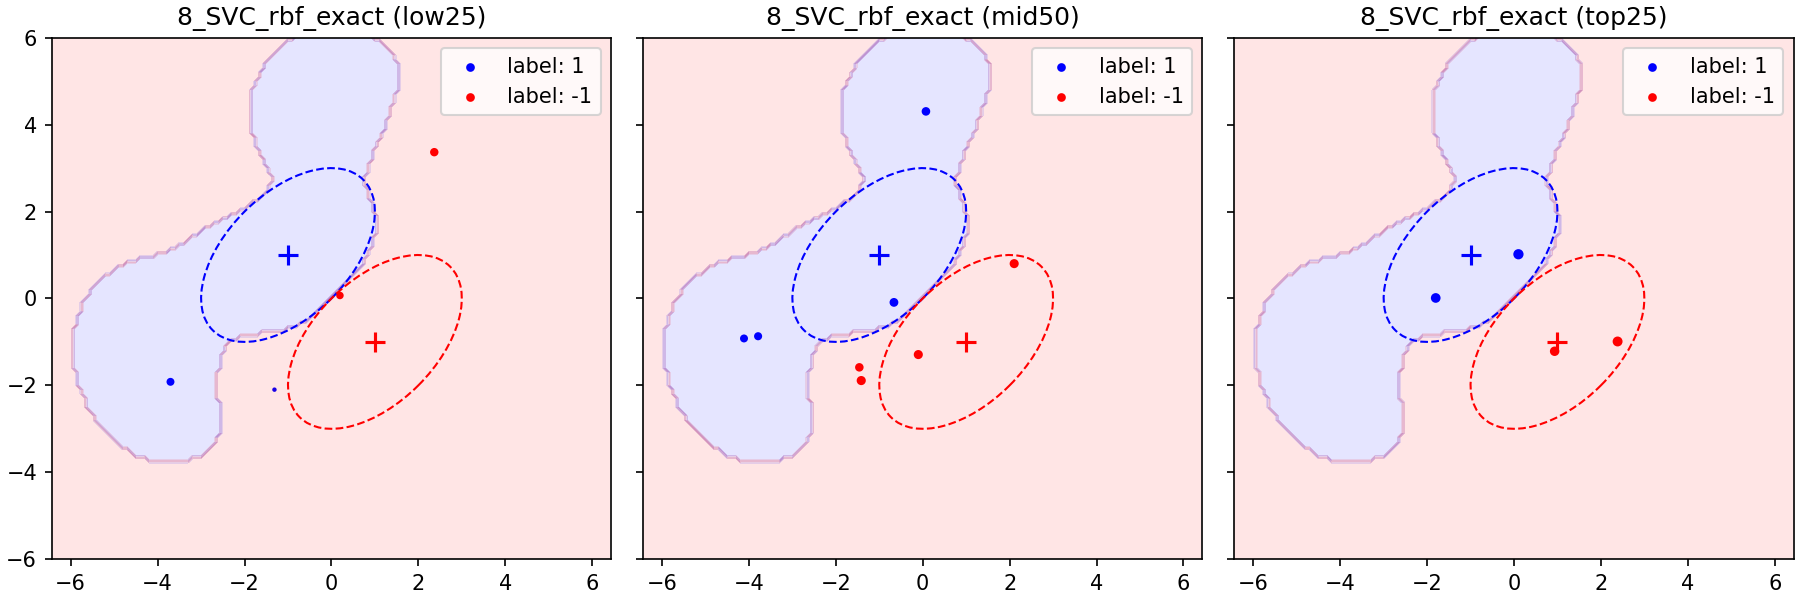 8_SVC_rbf_exact (low25)
8_SVC_rbf_exact (mid50)
8_SVC_rbf_exact (top25)
label: 1
label: -1
label: 1
label: -1
label: 1
label: -1
6
4
2
0
−2
−4
−6
−6 −4 −2 0 2 4 6
−6 −4 −2 0 2 4 6
−6 −4 −2 0 2 4 6